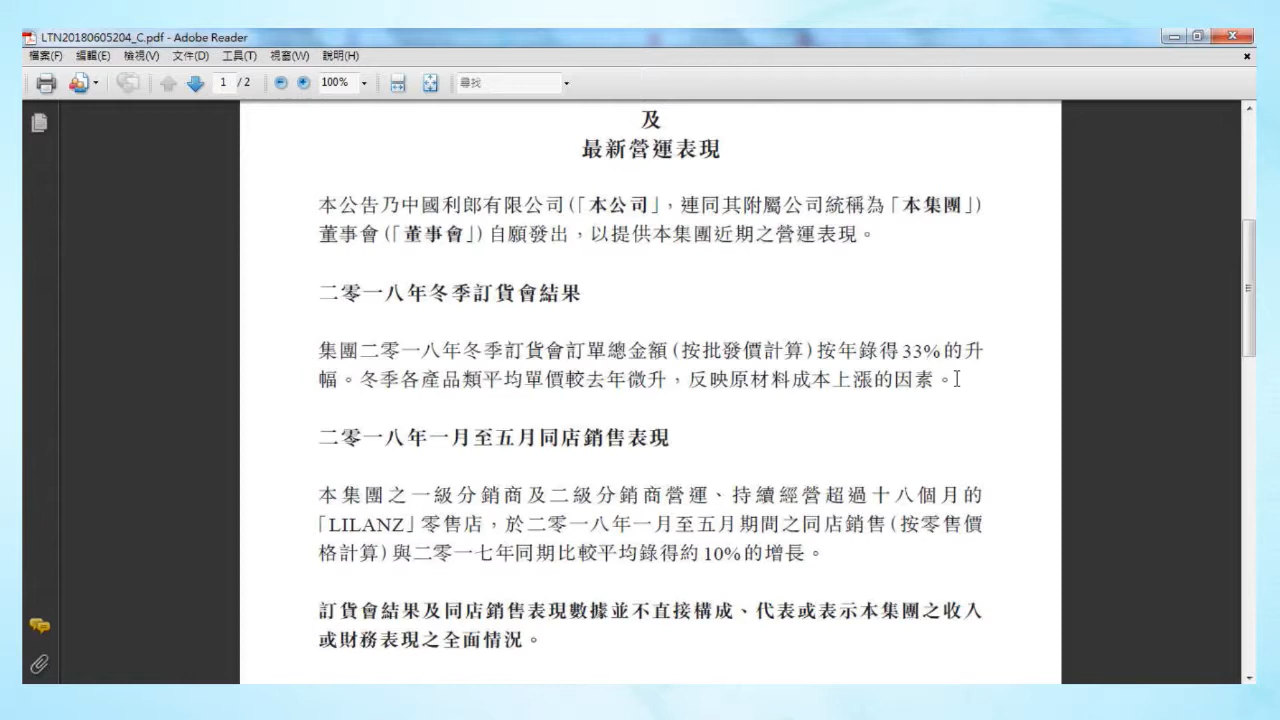 LTN20180605204_C.pdf - Adobe Reader
檔案(F) 編輯(E) 檢視(V) 文件(D) 工具(T) 視窗(W) 說明(H)
1 / 2 100% 尋找
及
最新營運表現
本公告乃中國利郎有限公司(「本公司」,連同其附屬公司統稱為「本集團」)
董事會(「董事會」)自願發出,以提供本集團近期之營運表現。
二零一八年冬季訂貨會結果
集團二零一八年冬季訂貨會訂單總金額(按批發價計算)按年錄得33%的升
幅。冬季各產品類平均單價較去年微升,反映原材料成本上漲的因素。
二零一八年一月至五月同店銷售表現
本集團之一級分銷商及二級分銷商營運、持續經營超過十八個月的
「LILANZ」零售店,於二零一八年一月至五月期間之同店銷售(按零售價
格計算)與二零一七年同期比較平均錄得約10%的增長。
訂貨會結果及同店銷售表現數據並不直接構成、代表或表示本集團之收入
或財務表現之全面情況。